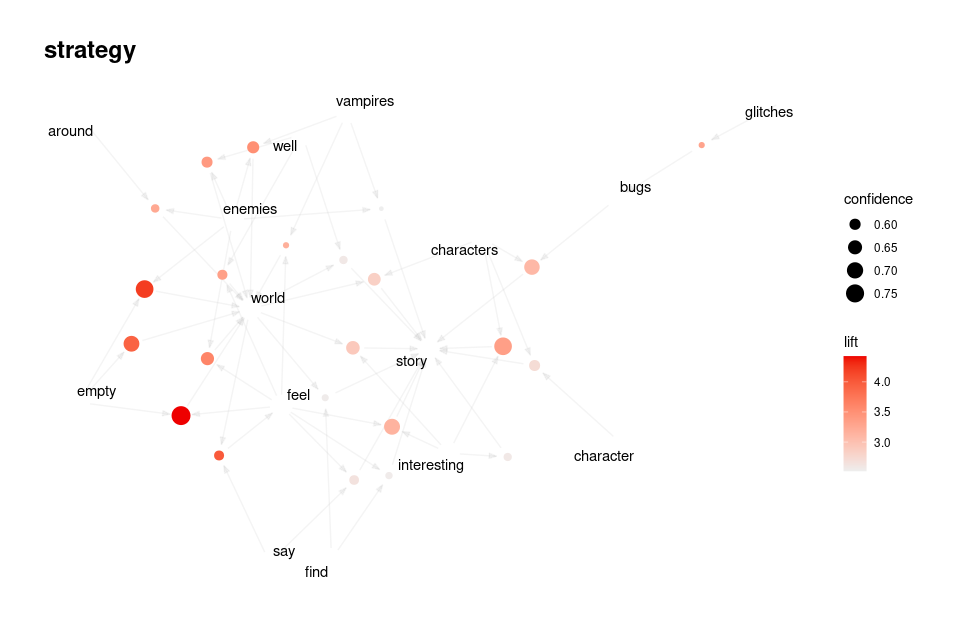 strategy
vampires
glitches
around
well
bugs
confidence
enemies
0.60
0.65
characters
0.70
0.75
world
lift
story
4.0
empty
feel
3.5
3.0
interesting
character
say
find